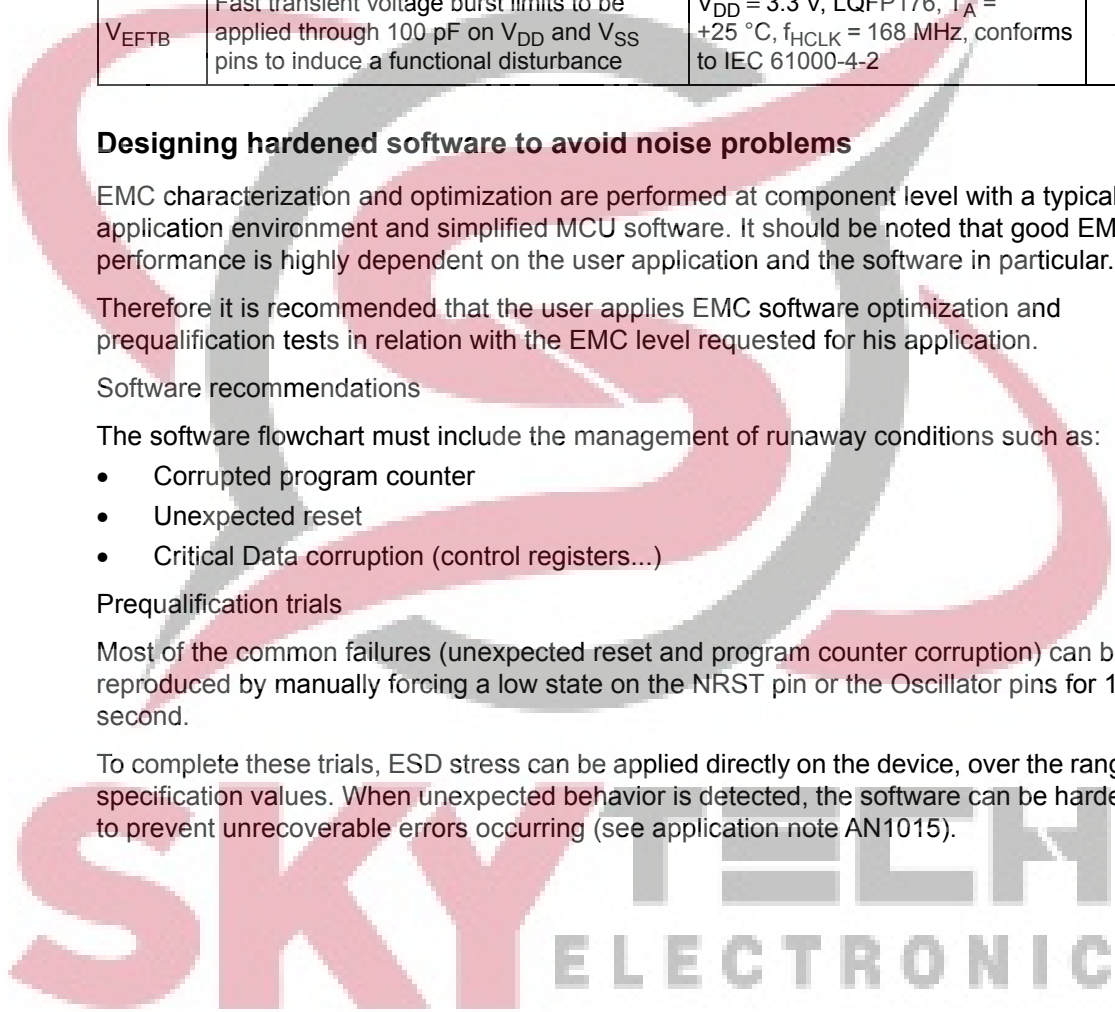 Fast transient voltage burst limits to be
V_EFTB applied through 100 pF on V_DD and V_SS
pins to induce a functional disturbance
V_DD = 3.3 V, LQFP176, T_A =
+25 °C, f_HCLK = 168 MHz, conforms
to IEC 61000-4-2
Designing hardened software to avoid noise problems
EMC characterization and optimization are performed at component level with a typical
application environment and simplified MCU software. It should be noted that good EM
performance is highly dependent on the user application and the software in particular.
Therefore it is recommended that the user applies EMC software optimization and
prequalification tests in relation with the EMC level requested for his application.
Software recommendations
The software flowchart must include the management of runaway conditions such as:
• Corrupted program counter
• Unexpected reset
• Critical Data corruption (control registers...)
Prequalification trials
Most of the common failures (unexpected reset and program counter corruption) can b
reproduced by manually forcing a low state on the NRST pin or the Oscillator pins for 1
second.
To complete these trials, ESD stress can be applied directly on the device, over the rang
specification values. When unexpected behavior is detected, the software can be harde
to prevent unrecoverable errors occurring (see application note AN1015).
SKYTECH
ELECTRONIC